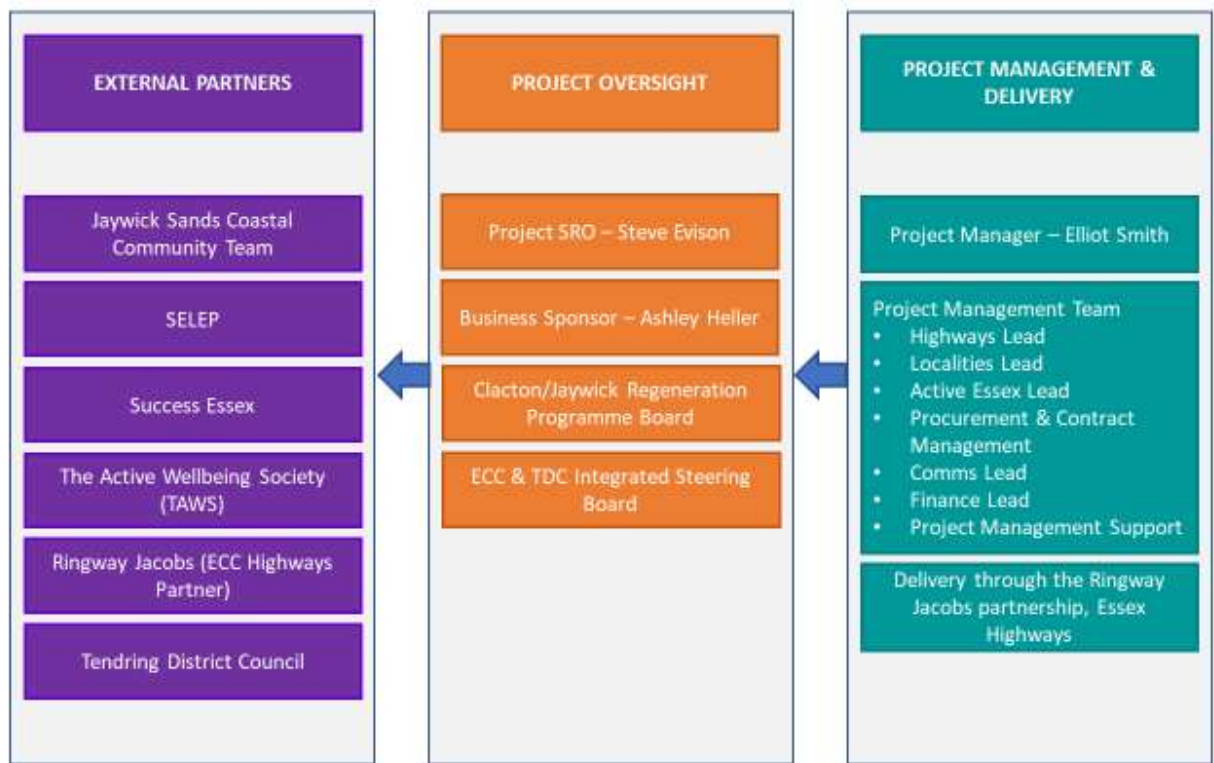 EXTERNAL PARTNERS
Jaywick Sands Coastal
Community Team
SELEP
Success Essex
The Active Wellbeing Society
(TAWS)
Ringway Jacobs (ECC Highways
Partner)
Tendring District Council
PROJECT OVERSIGHT
Project SRO – Steve Evison
Business Sponsor – Ashley Heller
Clacton/Jaywick Regeneration
Programme Board
ECC & TDC Integrated Steering
Board
PROJECT MANAGEMENT &
DELIVERY
Project Manager – Elliot Smith
Project Management Team
• Highways Lead
• Localities Lead
• Active Essex Lead
• Procurement & Contract
Management
• Comms Lead
• Finance Lead
• Project Management Support
Delivery through the Ringway
Jacobs partnership, Essex
Highways